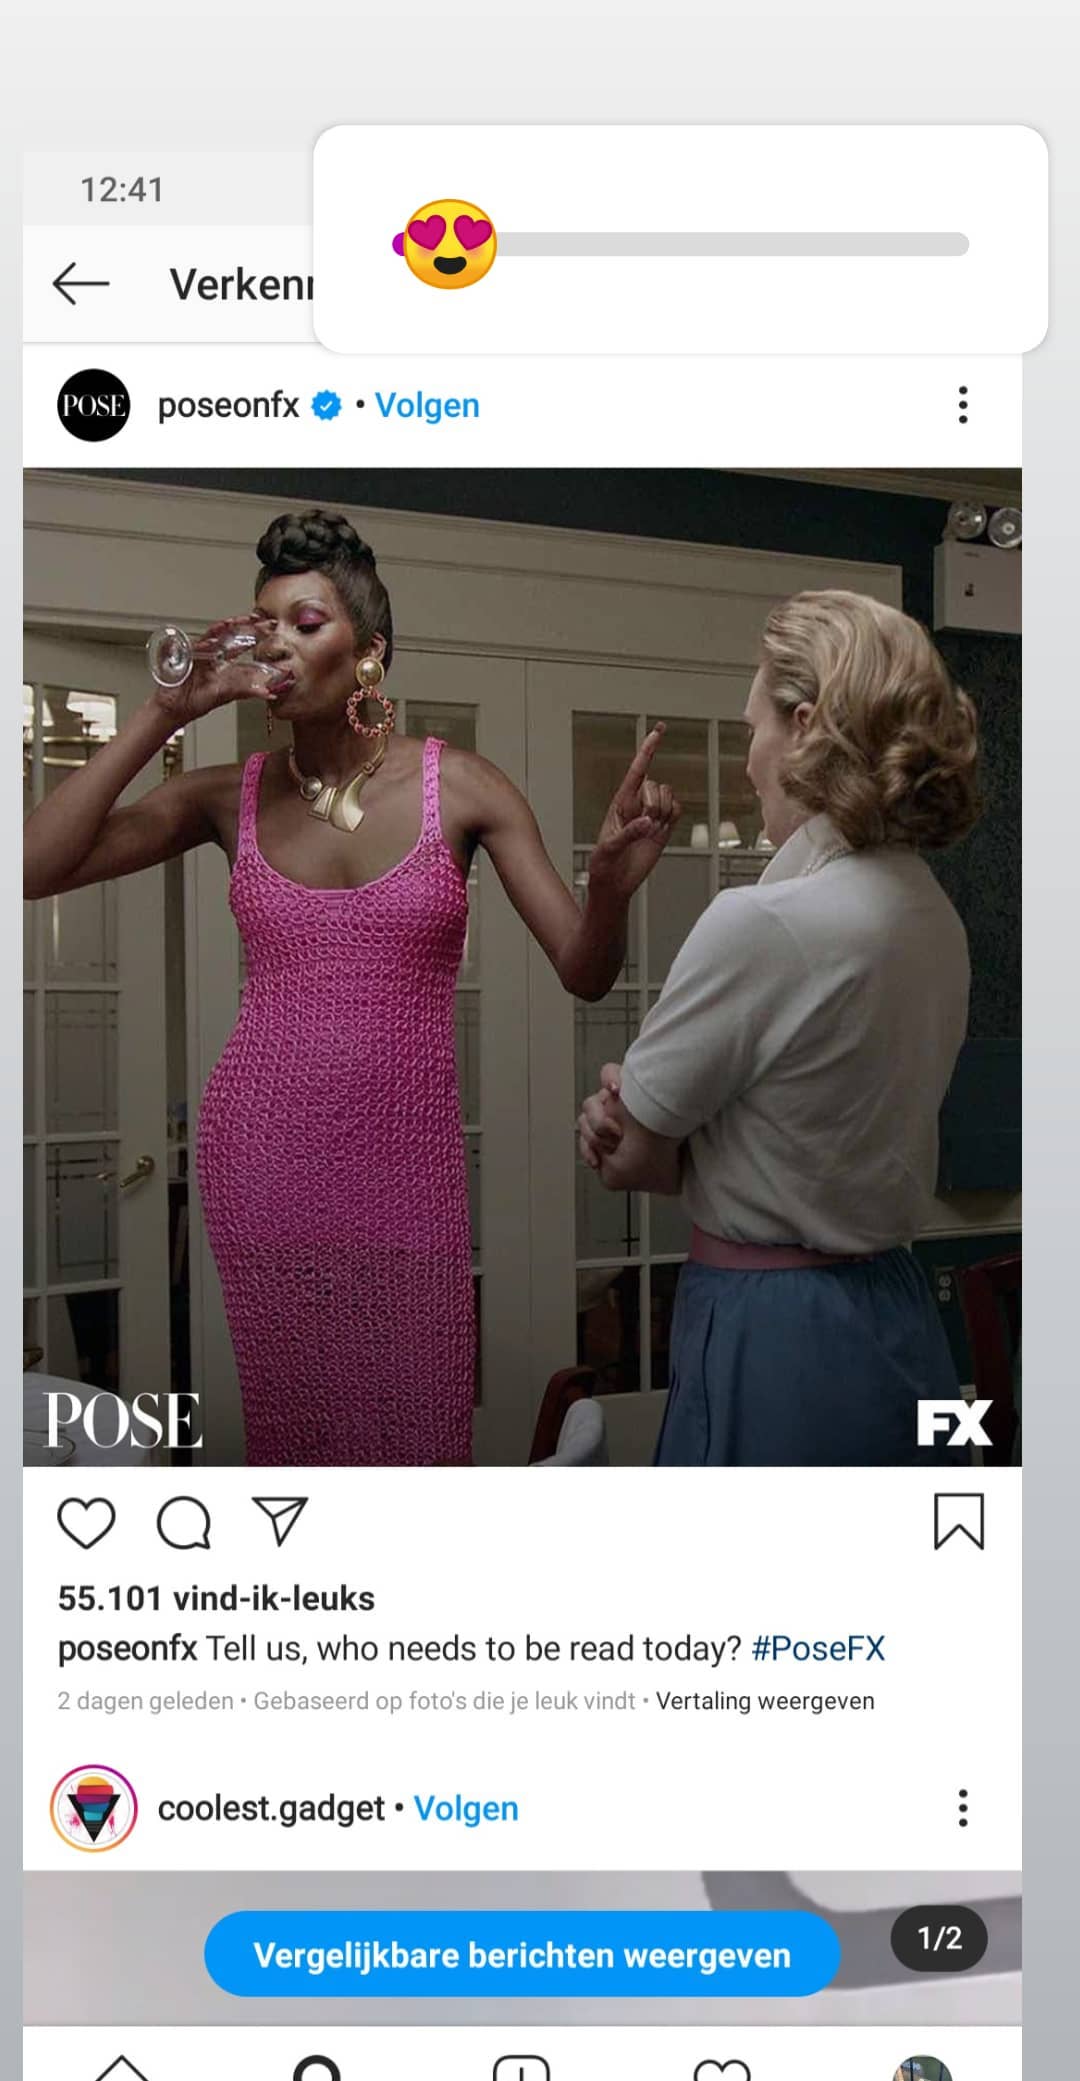 12:41
Verken
POSE
poseonfx • Volgen
POSE
FX
55.101 vind-ik-leuks
poseonfx Tell us, who needs to be read today? #PoseFX
2 dagen geleden • Gebaseerd op foto's die je leuk vindt • Vertaling weergeven
coolest.gadget • Volgen
Vergelijkbare berichten weergeven
1/2